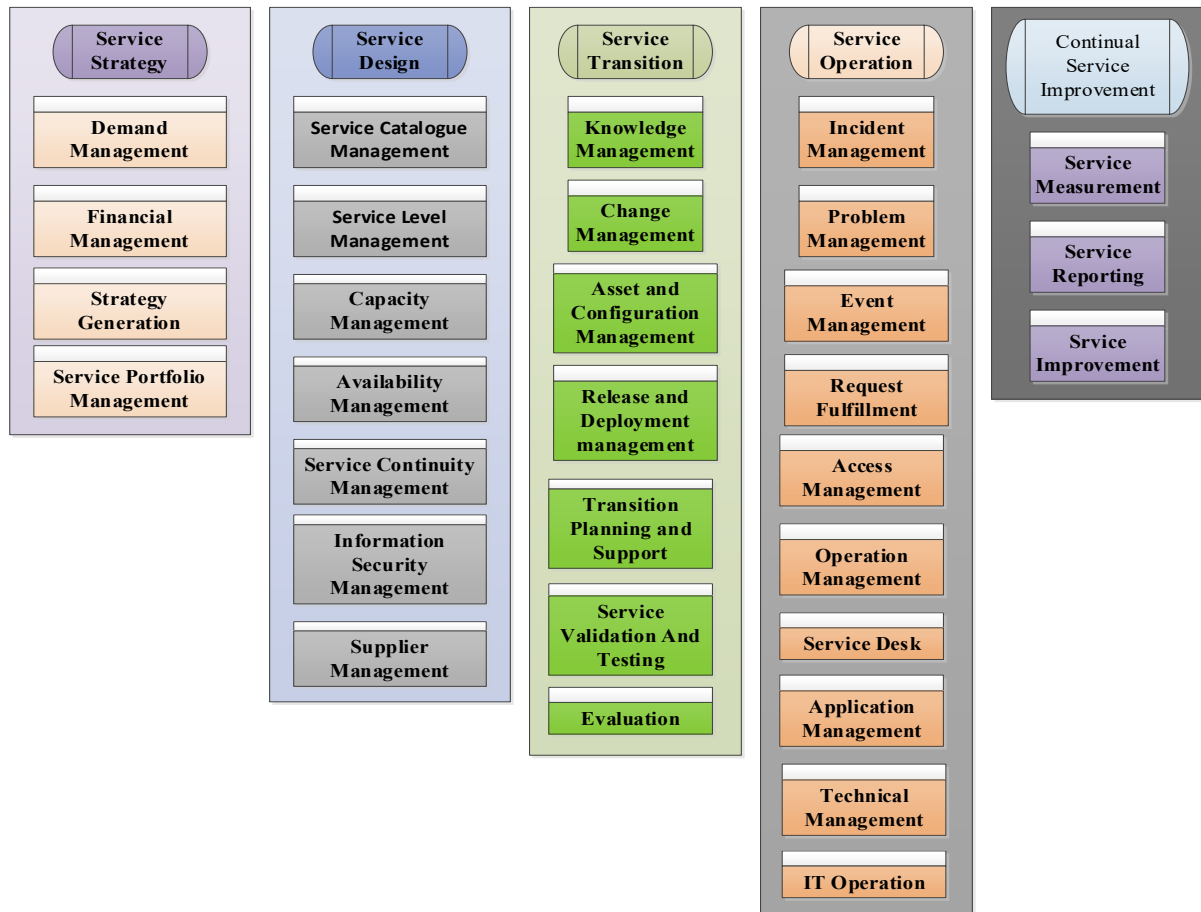 Service
Strategy
Demand
Management
Financial
Management
Strategy
Generation
Service Portfolio
Management
Service
Design
Service Catalogue
Management
Service Level
Management
Capacity
Management
Availability
Management
Service Continuity
Management
Information
Security
Management
Supplier
Management
Service
Transition
Knowledge
Management
Change
Management
Asset and
Configuration
Management
Release and
Deployment
management
Transition
Planning and
Support
Service
Validation And
Testing
Evaluation
Service
Operation
Incident
Management
Problem
Management
Event
Management
Request
Fulfillment
Access
Management
Operation
Management
Service Desk
Application
Management
Technical
Management
IT Operation
Continual
Service
Improvement
Service
Measurement
Service
Reporting
Srvice
Improvement